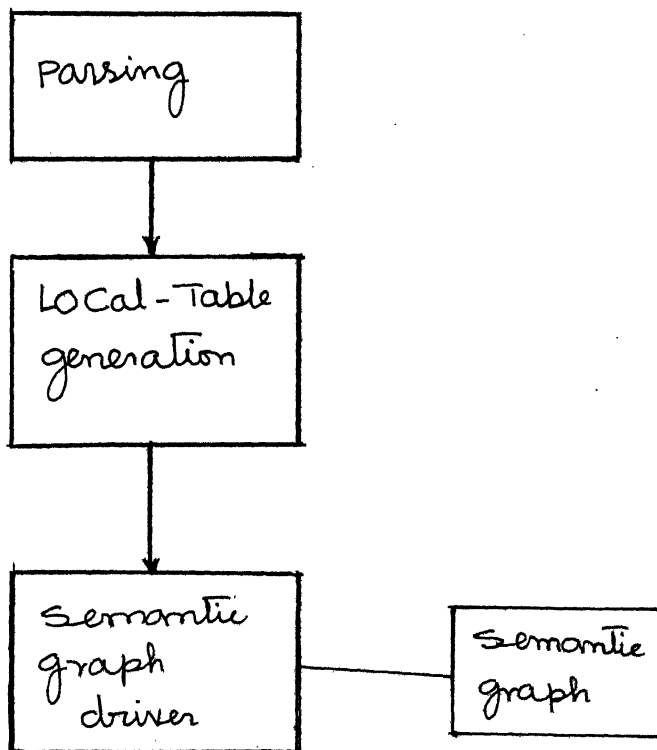 Parsing
Local-Table
generation
Semantic
graph
driver
Semantic
graph